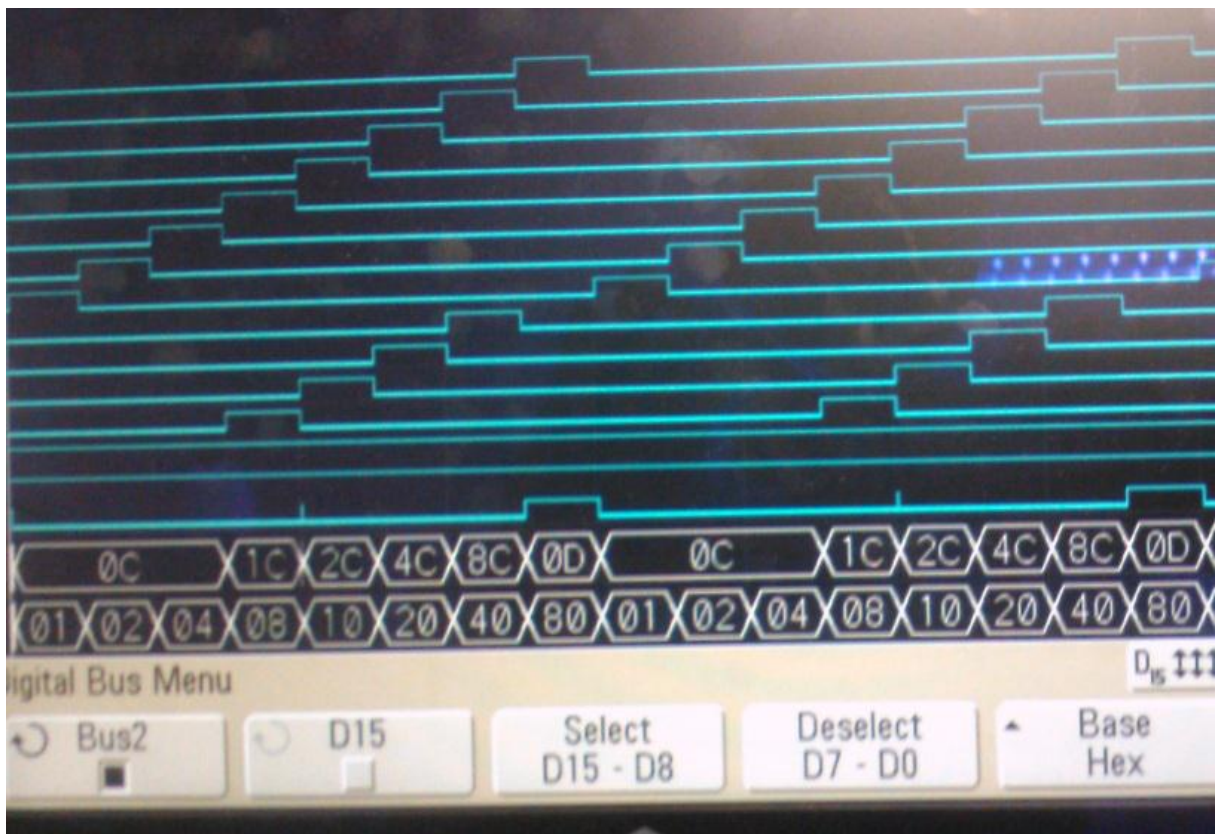 0C 1C 2C 4C 8C 0D 0C 1C 2C 4C 8C 0D
01 02 04 08 10 20 40 80 01 02 04 08 10 20 40 80
igital Bus Menu
D15
Bus2 D15 Select Deselect Base
D15 - D8 D7 - D0 Hex